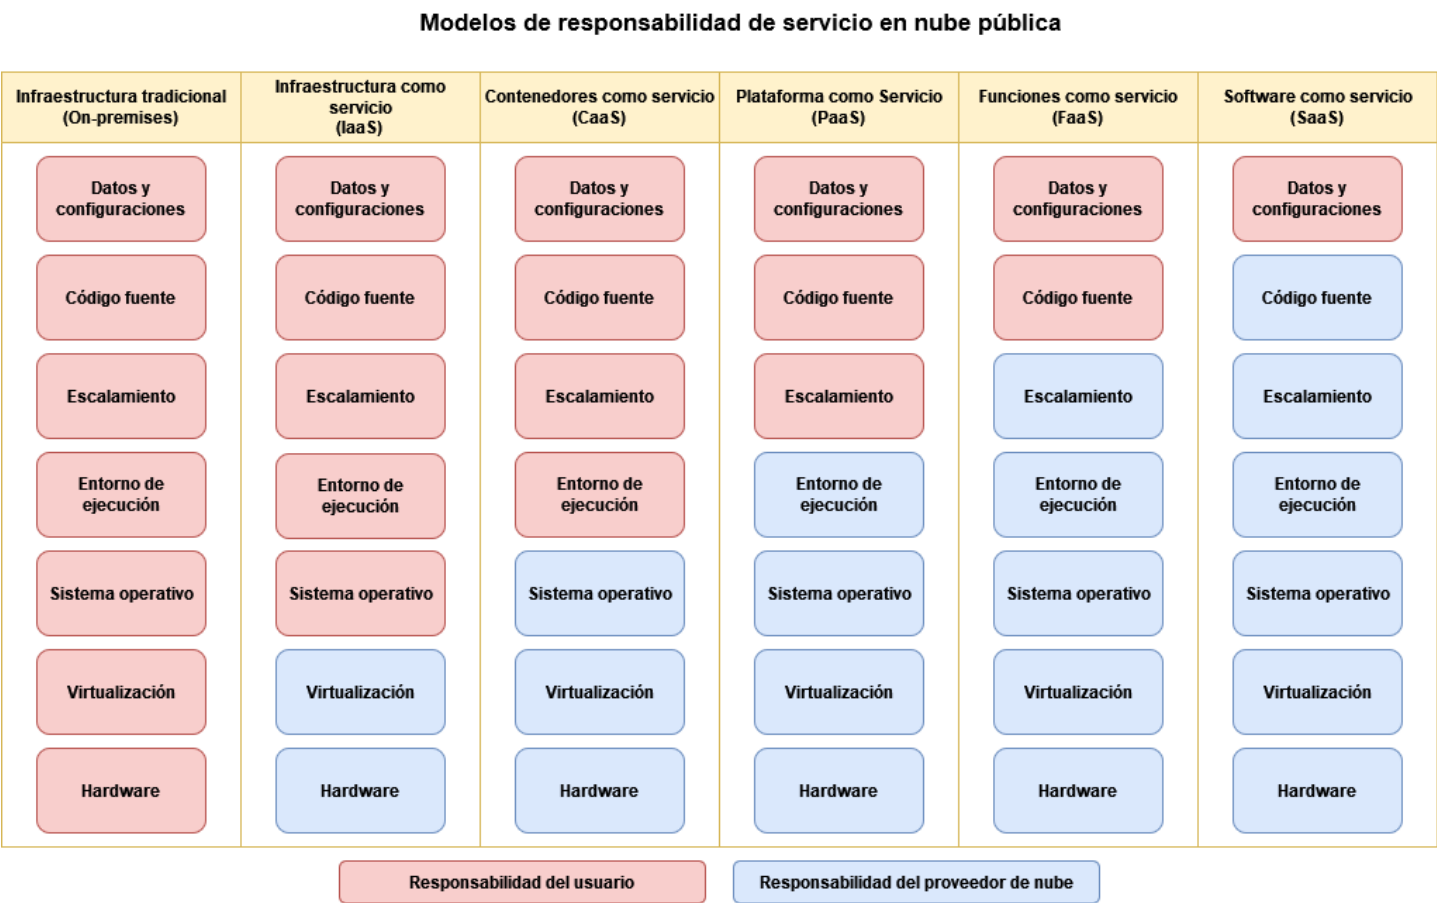 Modelos de responsabilidad de servicio en nube pública
Infraestructura tradicional
(On-premises)
Infraestructura como
servicio
(IaaS)
Contenedores como servicio
(CaaS)
Plataforma como Servicio
(PaaS)
Funciones como servicio
(FaaS)
Software como servicio
(SaaS)
Datos y
configuraciones
Datos y
configuraciones
Datos y
configuraciones
Datos y
configuraciones
Datos y
configuraciones
Datos y
configuraciones
Código fuente
Código fuente
Código fuente
Código fuente
Código fuente
Código fuente
Escalamiento
Escalamiento
Escalamiento
Escalamiento
Escalamiento
Escalamiento
Entorno de
ejecución
Entorno de
ejecución
Entorno de
ejecución
Entorno de
ejecución
Entorno de
ejecución
Entorno de
ejecución
Sistema operativo
Sistema operativo
Sistema operativo
Sistema operativo
Sistema operativo
Sistema operativo
Virtualización
Virtualización
Virtualización
Virtualización
Virtualización
Virtualización
Hardware
Hardware
Hardware
Hardware
Hardware
Hardware
Responsabilidad del usuario
Responsabilidad del proveedor de nube